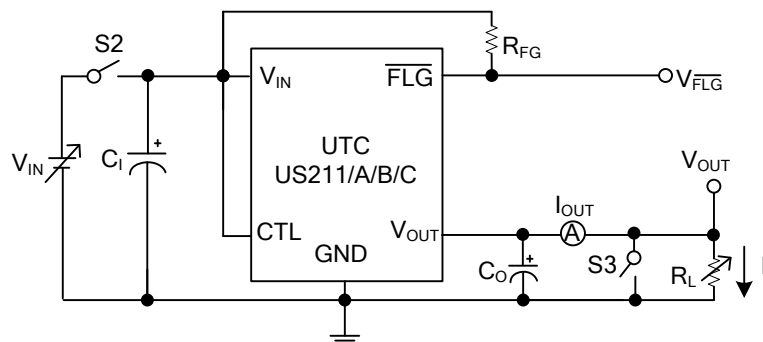 S2
R_FG
V_IN
FLG
V_FLG
UTC
US211/A/B/C
V_IN
C_I
+
V_OUT
I_OUT
A
CTL
V_OUT
GND
+
C_O
S3
R_L